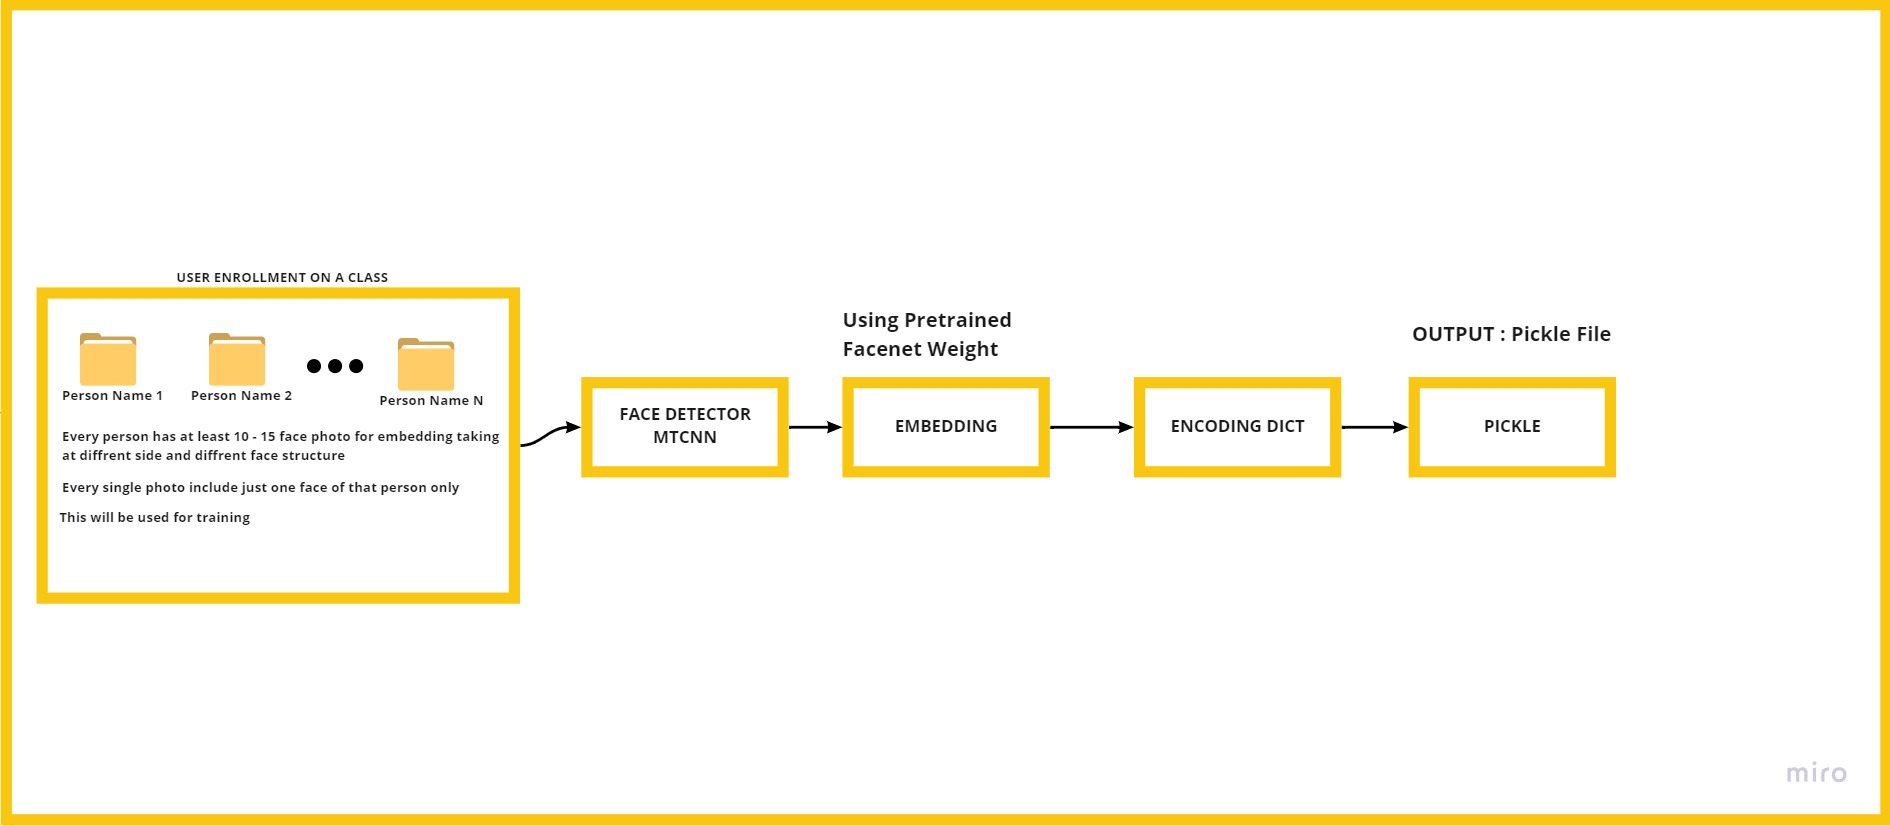 USER ENROLLMENT ON A CLASS
Person Name 1
Person Name 2
Person Name N
Every person has at least 10 - 15 face photo for embedding taking
at diffrent side and diffrent face structure
Every single photo include just one face of that person only
This will be used for training
FACE DETECTOR
MTCNN
Using Pretrained
Facenet Weight
EMBEDDING
ENCODING DICT
OUTPUT : Pickle File
PICKLE
miro